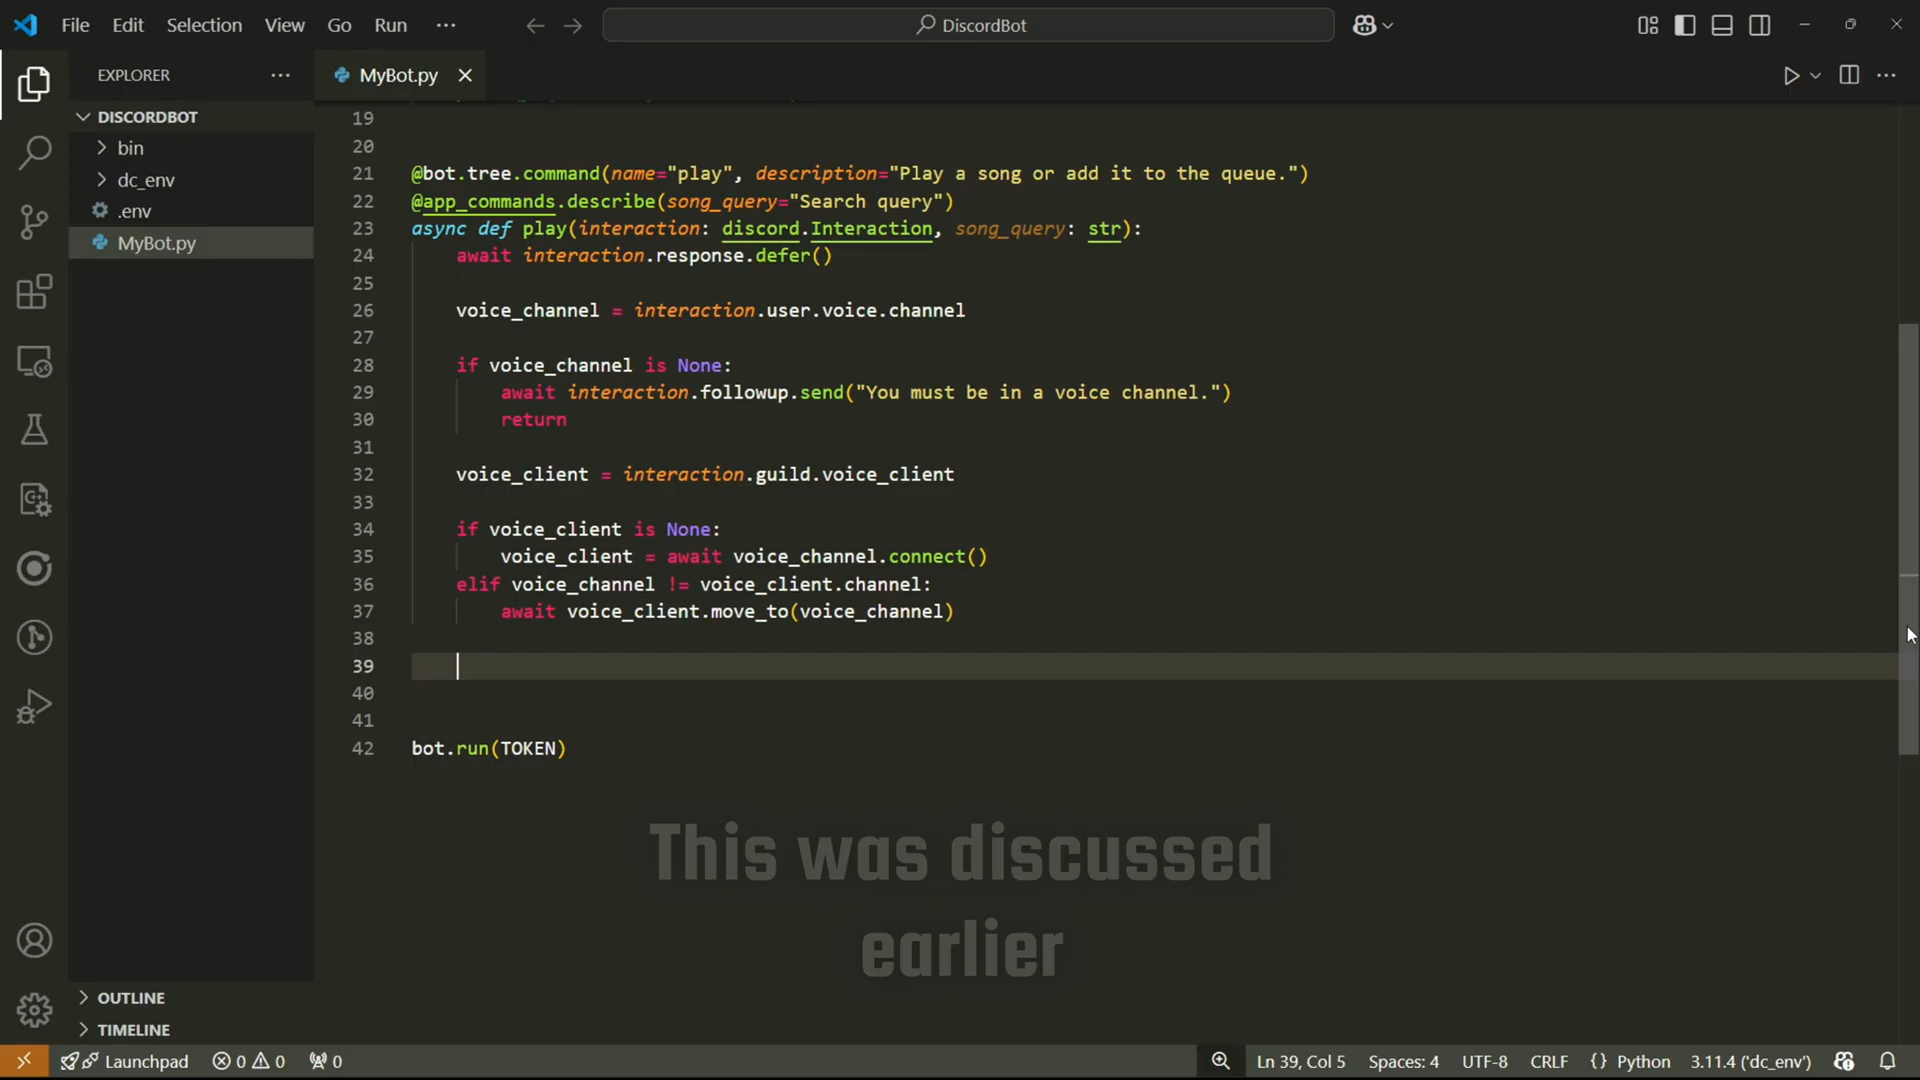 File Edit Selection View Go Run ···
DiscordBot
EXPLORER ···
MyBot.py
DISCORDBOT
bin
dc_env
.env
MyBot.py
19
20
21 @bot.tree.command(name="play", description="Play a song or add it to the queue.")
22 @app_commands.describe(song_query="Search query")
23 async def play(interaction: discord.Interaction, song_query: str):
24 await interaction.response.defer()
25
26 voice_channel = interaction.user.voice.channel
27
28 if voice_channel is None:
29 await interaction.followup.send("You must be in a voice channel.")
30 return
31
32 voice_client = interaction.guild.voice_client
33
34 if voice_client is None:
35 voice_client = await voice_channel.connect()
36 elif voice_channel != voice_client.channel:
37 await voice_client.move_to(voice_channel)
38
39
40
41
42 bot.run(TOKEN)
This was discussed
earlier
OUTLINE
TIMELINE
Launchpad 0 0 0 Ln 39, Col 5 Spaces: 4 UTF-8 CRLF {} Python 3.11.4 ('dc_env')